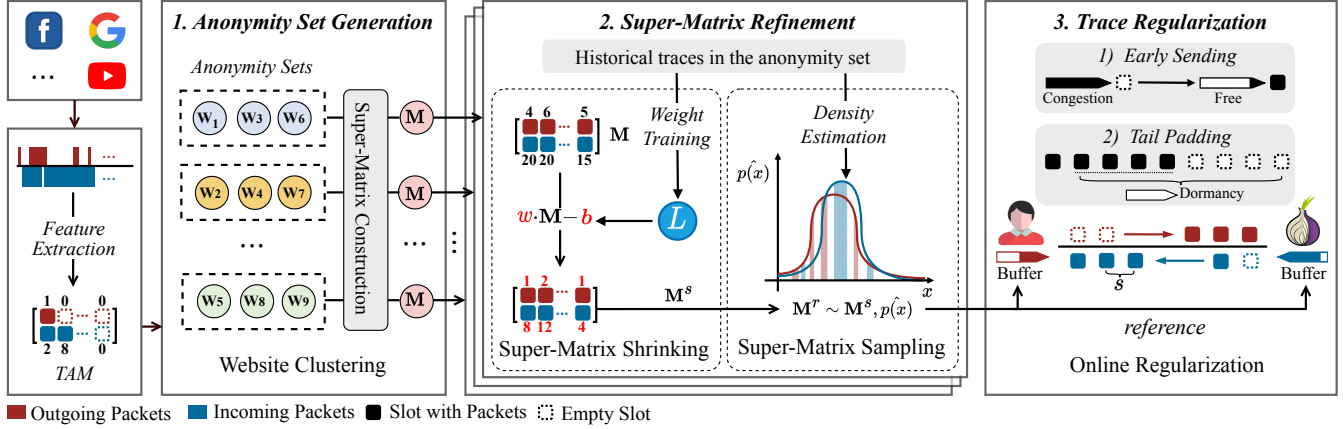 f
G
...
Feature
Extraction
1 0 0
2 8 0
TAM
1. Anonymity Set Generation
Anonymity Sets
W1 W3 W6
W2 W4 W7
...
W5 W8 W9
Super-Matrix Construction
M
M
...
M
Website Clustering
2. Super-Matrix Refinement
Historical traces in the anonymity set
4 6 ... 5
20 20 ... 15
M
w·M−b
Weight
Training
L
1 2 ... 1
8 12 ... 4
M^s
Super-Matrix Shrinking
Density
Estimation
p(x̂)
x
M^r ∼ M^s, p(x̂)
Super-Matrix Sampling
3. Trace Regularization
1) Early Sending
Congestion
Free
2) Tail Padding
Dormancy
Buffer
s
Buffer
reference
Online Regularization
Outgoing Packets
Incoming Packets
Slot with Packets
Empty Slot